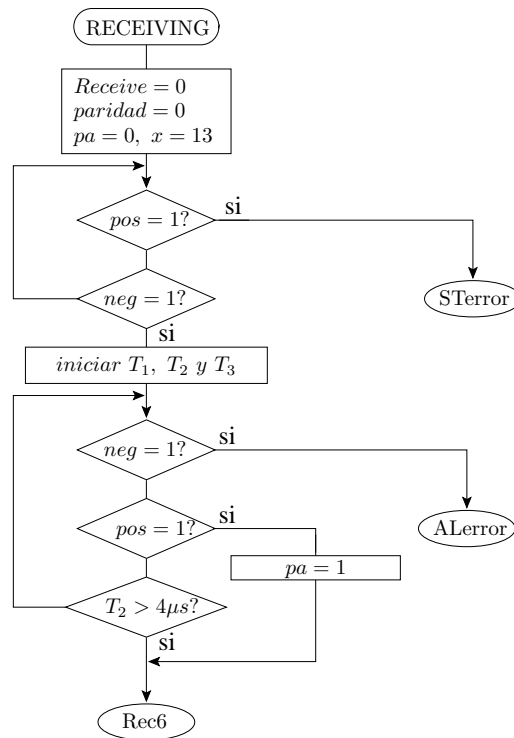 RECEIVING
Receive = 0
paridad = 0
pa = 0, x = 13
pos = 1?
si
neg = 1?
STerror
si
iniciar T₁, T₂ y T₃
neg = 1?
si
pos = 1?
si
ALerror
pa = 1
T₂ > 4μs?
si
Rec6